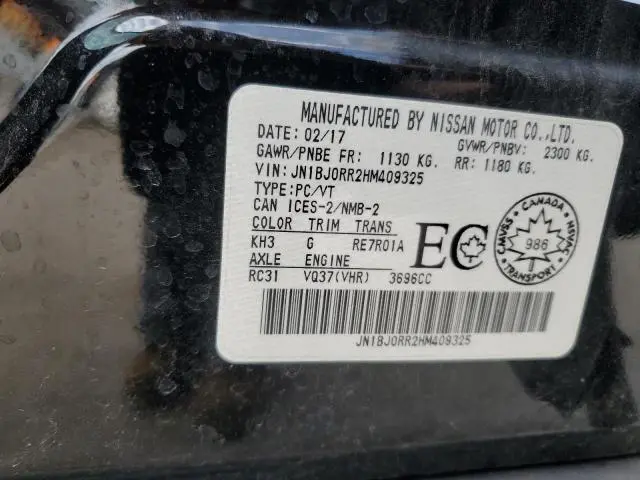 MANUFACTURED BY NISSAN MOTOR CO.,LTD.
DATE: 02/17 GVWR/PNBV: 2300 KG.
GAWR/PNBE FR: 1130 KG. RR: 1180 KG.
VIN: JN1BJ0RR2HM409325
TYPE:PC/VT
CAN ICES-2/NMB-2
COLOR TRIM TRANS
KH3 G RE7R01A
AXLE ENGINE
RC31 VQ37(VHR) 3696CC
EC
CMVSS CANADA HVAC
986
TRANSPORT
JN1BJ0RR2HM409325